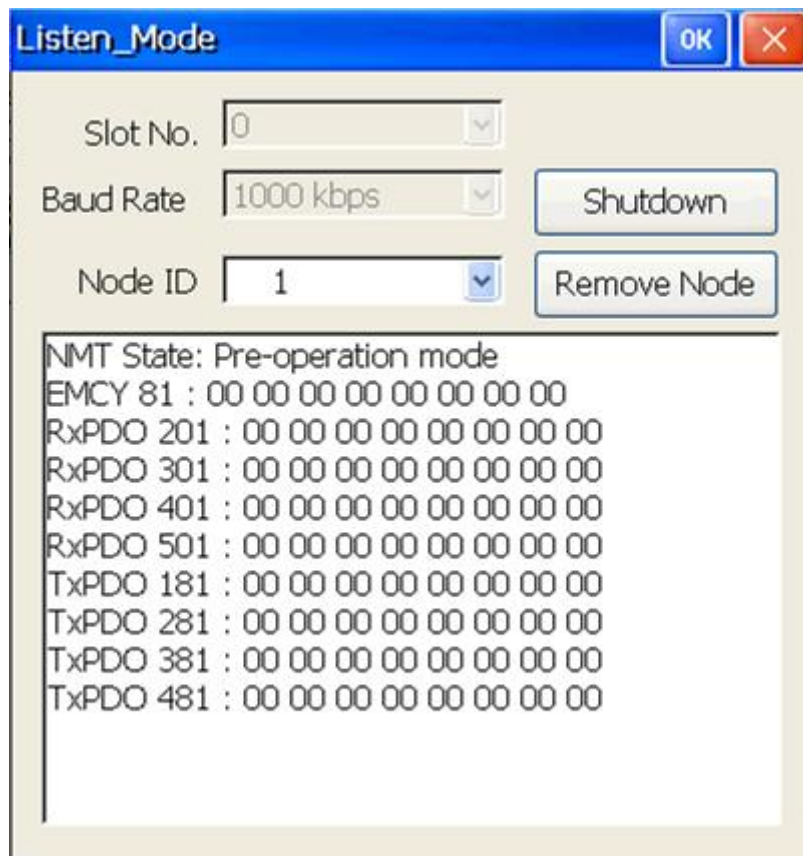 Listen_Mode OK
Slot No. 0
Baud Rate 1000 kbps Shutdown
Node ID 1 Remove Node
NMT State: Pre-operation mode
EMCY 81 : 00 00 00 00 00 00 00 00
RxPDO 201 : 00 00 00 00 00 00 00 00
RxPDO 301 : 00 00 00 00 00 00 00 00
RxPDO 401 : 00 00 00 00 00 00 00 00
RxPDO 501 : 00 00 00 00 00 00 00 00
TxPDO 181 : 00 00 00 00 00 00 00 00
TxPDO 281 : 00 00 00 00 00 00 00 00
TxPDO 381 : 00 00 00 00 00 00 00 00
TxPDO 481 : 00 00 00 00 00 00 00 00